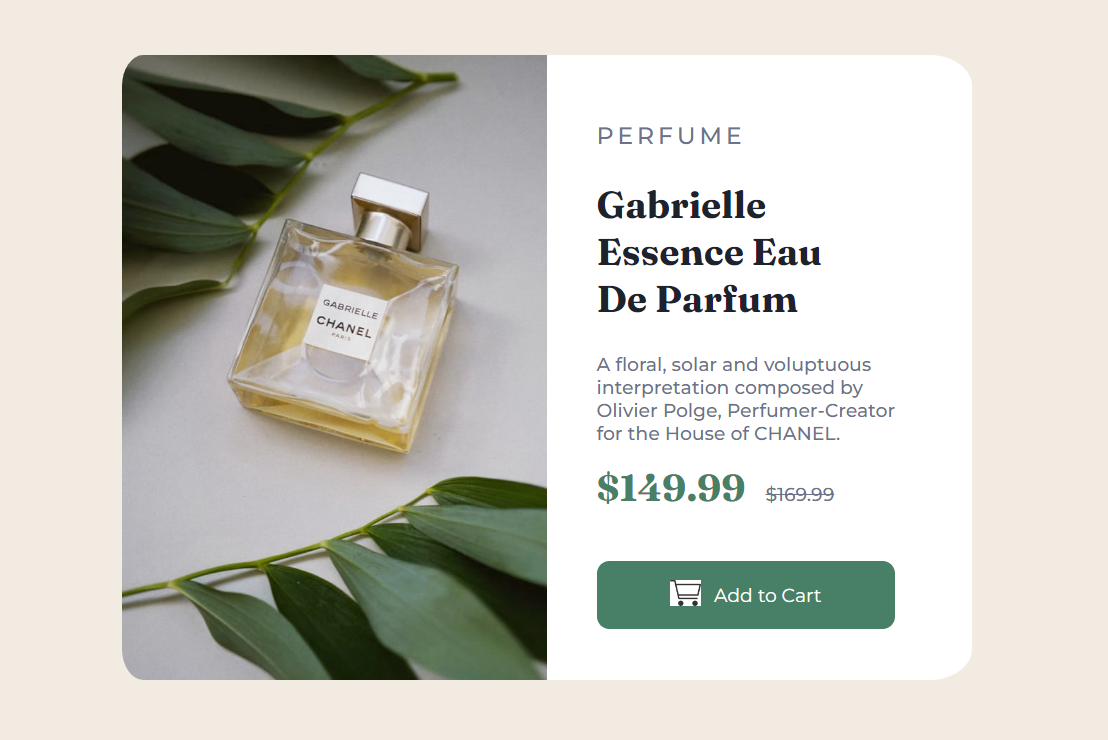 GABRIELLE
CHANEL
PARIS
PERFUME
Gabrielle
Essence Eau
De Parfum
A floral, solar and voluptuous
interpretation composed by
Olivier Polge, Perfumer-Creator
for the House of CHANEL.
$149.99 $169.99
Add to Cart